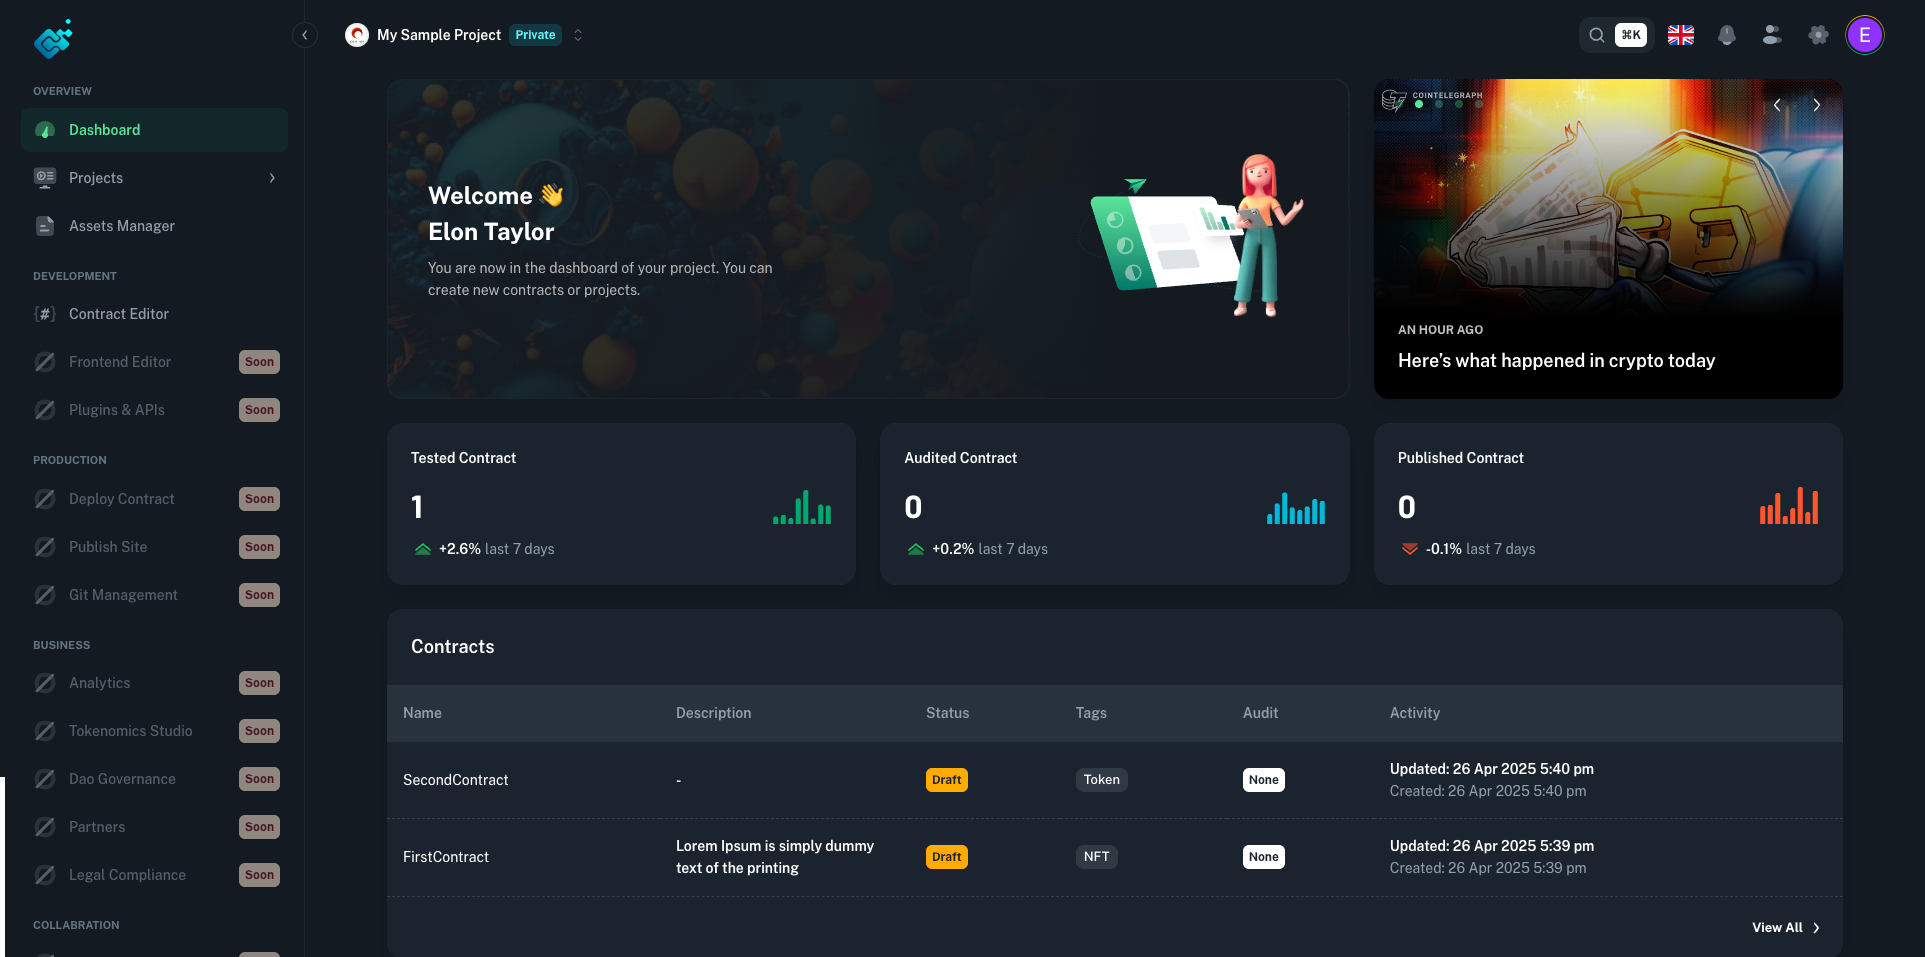 My Sample Project Private
⌘K
E
OVERVIEW
Dashboard
Projects
Assets Manager
DEVELOPMENT
Contract Editor
Frontend Editor Soon
Plugins & APIs Soon
PRODUCTION
Deploy Contract Soon
Publish Site Soon
Git Management Soon
BUSINESS
Analytics Soon
Tokenomics Studio Soon
Dao Governance Soon
Partners Soon
Legal Compliance Soon
COLLABRATION
Welcome 👋
Elon Taylor
You are now in the dashboard of your project. You can
create new contracts or projects.
COINTELEGRAPH
AN HOUR AGO
Here’s what happened in crypto today
Tested Contract
1
+2.6% last 7 days
Audited Contract
0
+0.2% last 7 days
Published Contract
0
-0.1% last 7 days
Contracts
Name Description Status Tags Audit Activity
SecondContract - Draft Token None Updated: 26 Apr 2025 5:40 pm
Created: 26 Apr 2025 5:40 pm
FirstContract Lorem Ipsum is simply dummy
text of the printing Draft NFT None Updated: 26 Apr 2025 5:39 pm
Created: 26 Apr 2025 5:39 pm
View All